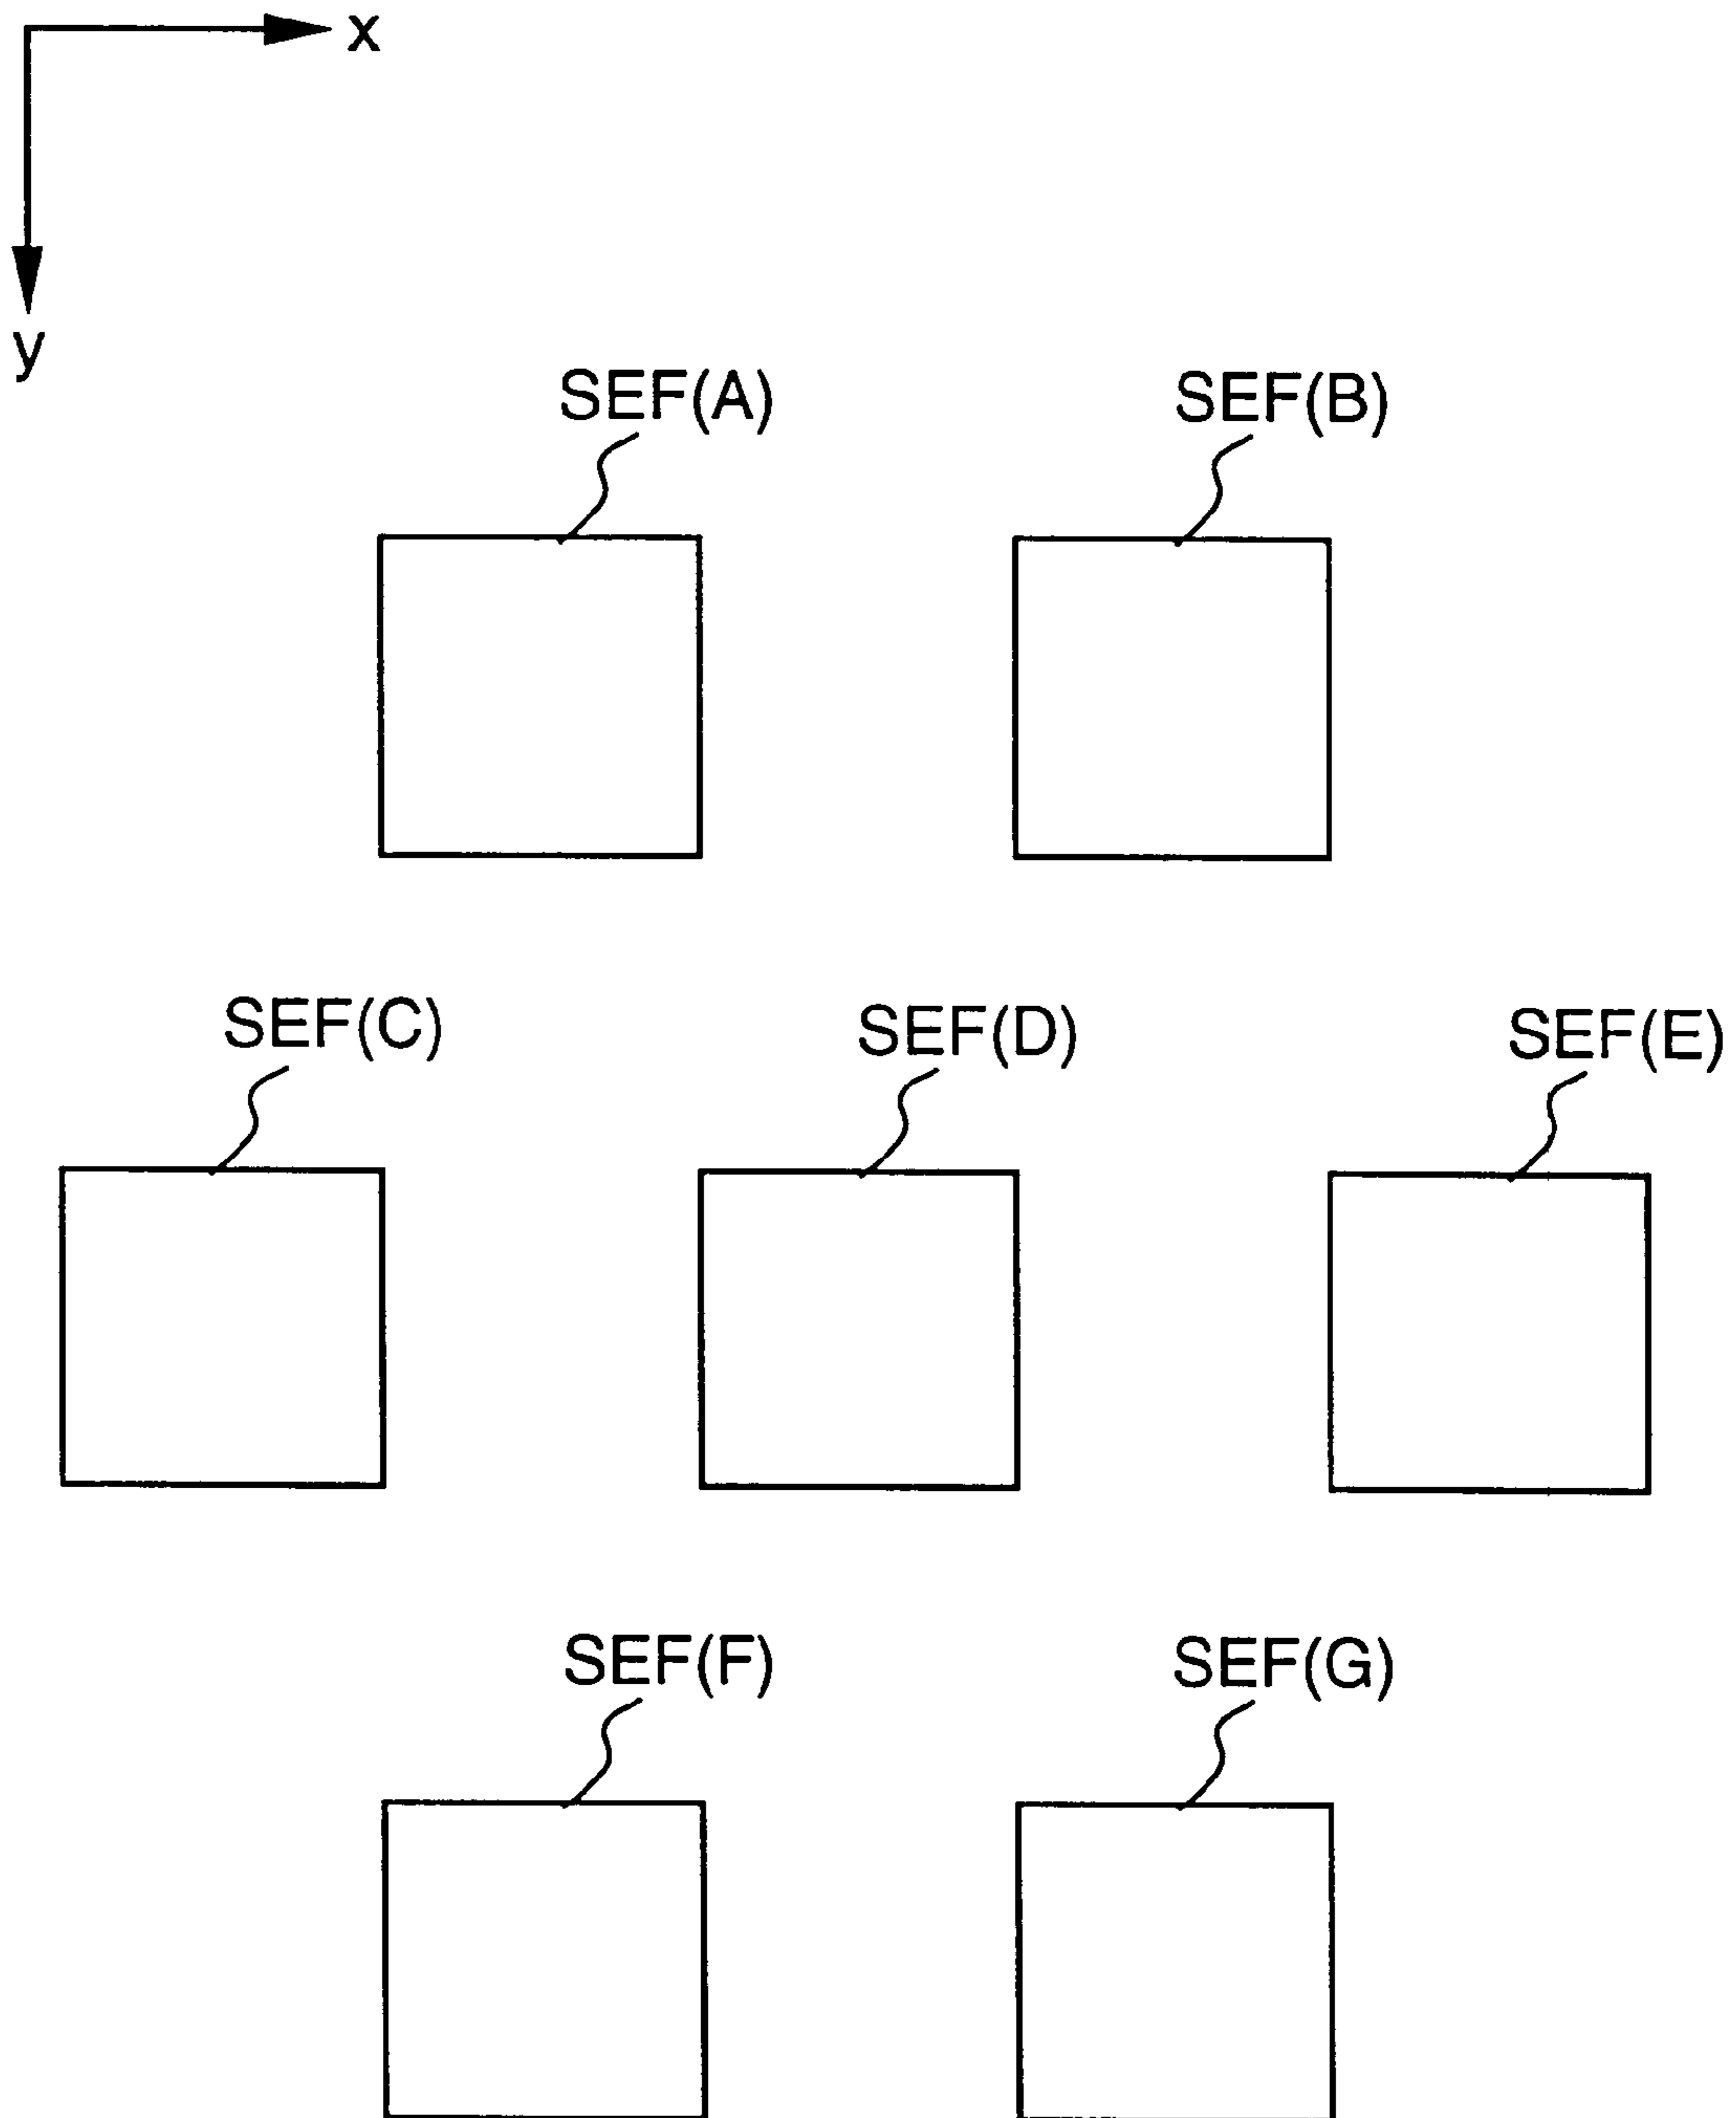 x
y
SEF(A) SEF(B)
SEF(C) SEF(D) SEF(E)
SEF(F) SEF(G)